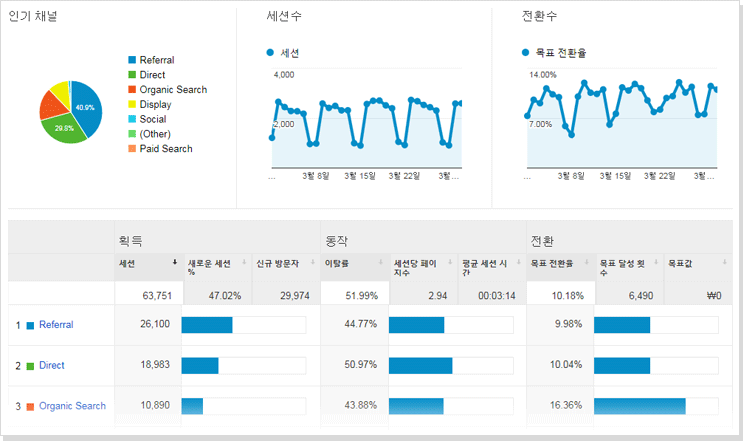 인기 채널
40.9%
29.8%
Referral
Direct
Organic Search
Display
Social
(Other)
Paid Search
세션수
세션
4,000
2,000
... 3월 8일 3월 15일 3월 22일 3월...
전환수
목표 전환율
14.00%
7.00%
... 3월 8일 3월 15일 3월 22일 3월...
획득 동작 전환
세션 새로운 세션 % 신규 방문자 이탈률 세션당 페이지수 평균 세션 시간 목표 전환율 목표 달성 횟수 목표값
63,751 47.02% 29,974 51.99% 2.94 00:03:14 10.18% 6,490 ₩0
1 Referral 26,100 44.77% 9.98%
2 Direct 18,983 50.97% 10.04%
3 Organic Search 10,890 43.88% 16.36%